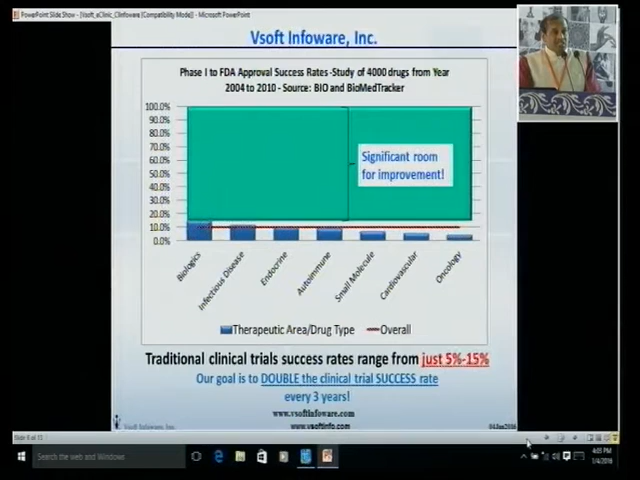 PowerPoint Slide Show - [Vsoft_eClinic_Clinfowave [Compatibility Mode]] - Microsoft PowerPoint
Vsoft Infoware, Inc.
Phase I to FDA Approval Success Rates -Study of 4000 drugs from Year
2004 to 2010 - Source: BIO and BioMedTracker
100.0%
90.0%
80.0%
70.0%
60.0%
50.0%
40.0%
30.0%
20.0%
10.0%
0.0%
Significant room
for improvement!
Biologics
Infectious Disease
Endocrine
Autoimmune
Small Molecule
Cardiovascular
Oncology
Therapeutic Area/Drug Type
Overall
Traditional clinical trials success rates range from just 5%-15%
Our goal is to DOUBLE the clinical trial SUCCESS rate
every 3 years!
www.vsoftinfoware.com
Vsoft Infoware, Inc.
www.vsoftinfo.com
04Jan2016
Search the web and Windows
4:05 PM
1/4/2016